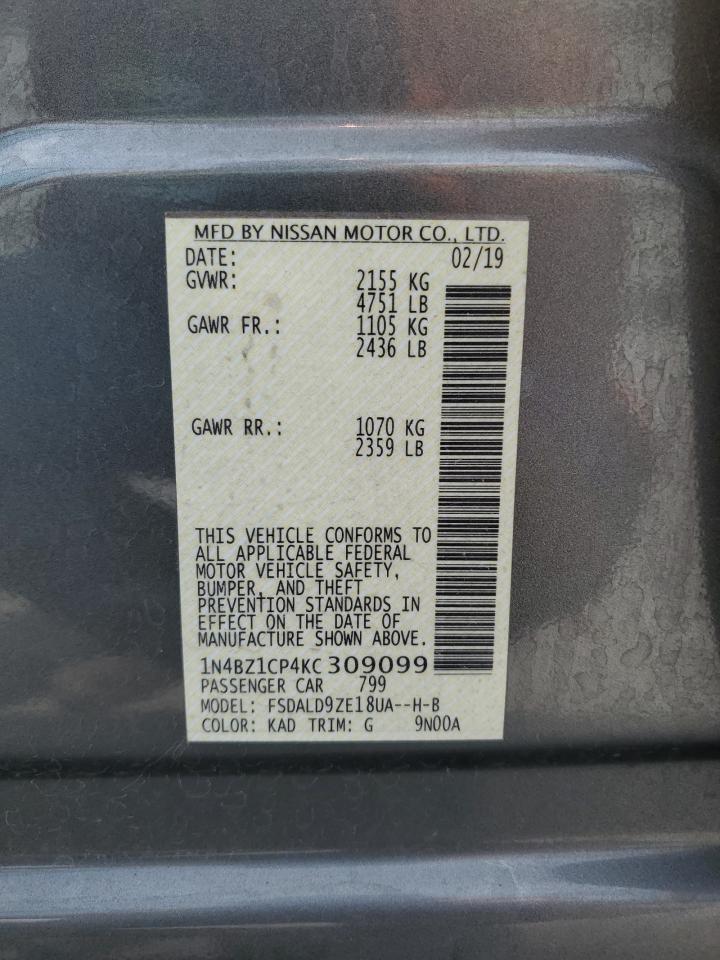 MFD BY NISSAN MOTOR CO., LTD.
DATE: 02/19
GVWR: 2155 KG
4751 LB
GAWR FR.: 1105 KG
2436 LB
GAWR RR.: 1070 KG
2359 LB
THIS VEHICLE CONFORMS TO
ALL APPLICABLE FEDERAL
MOTOR VEHICLE SAFETY,
BUMPER, AND THEFT
PREVENTION STANDARDS IN
EFFECT ON THE DATE OF
MANUFACTURE SHOWN ABOVE.
1N4BZ1CP4KC 309099
PASSENGER CAR 799
MODEL: FSDALD9ZE18UA--H-B
COLOR: KAD TRIM: G 9N00A